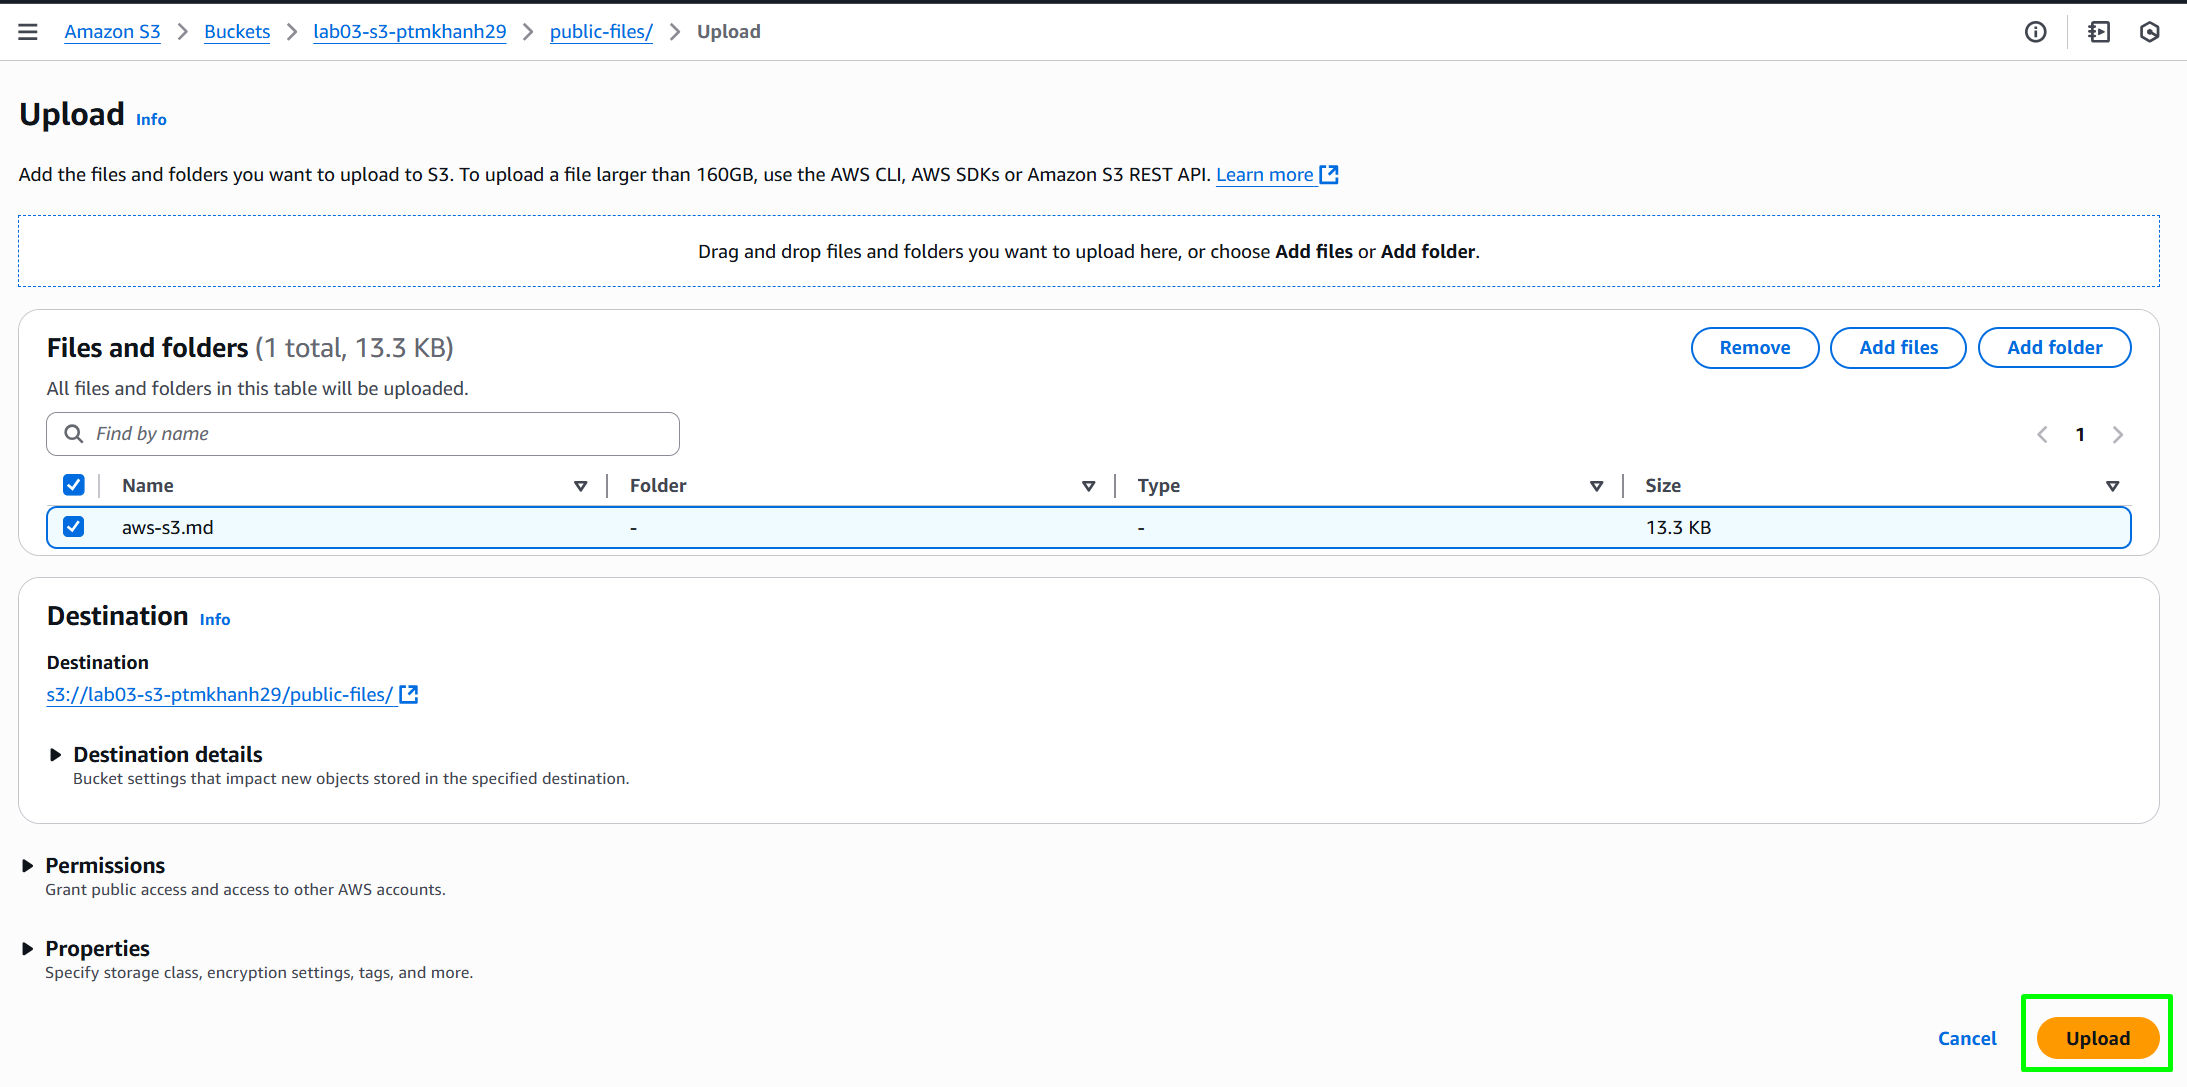 Amazon S3 > Buckets > lab03-s3-ptmkhanh29 > public-files/ > Upload
Upload Info
Add the files and folders you want to upload to S3. To upload a file larger than 160GB, use the AWS CLI, AWS SDKs or Amazon S3 REST API. Learn more
Drag and drop files and folders you want to upload here, or choose Add files or Add folder.
Files and folders (1 total, 13.3 KB)
Remove Add files Add folder
All files and folders in this table will be uploaded.
Find by name
1
Name Folder Type Size
aws-s3.md - - 13.3 KB
Destination Info
Destination
s3://lab03-s3-ptmkhanh29/public-files/
Destination details
Bucket settings that impact new objects stored in the specified destination.
Permissions
Grant public access and access to other AWS accounts.
Properties
Specify storage class, encryption settings, tags, and more.
Cancel Upload